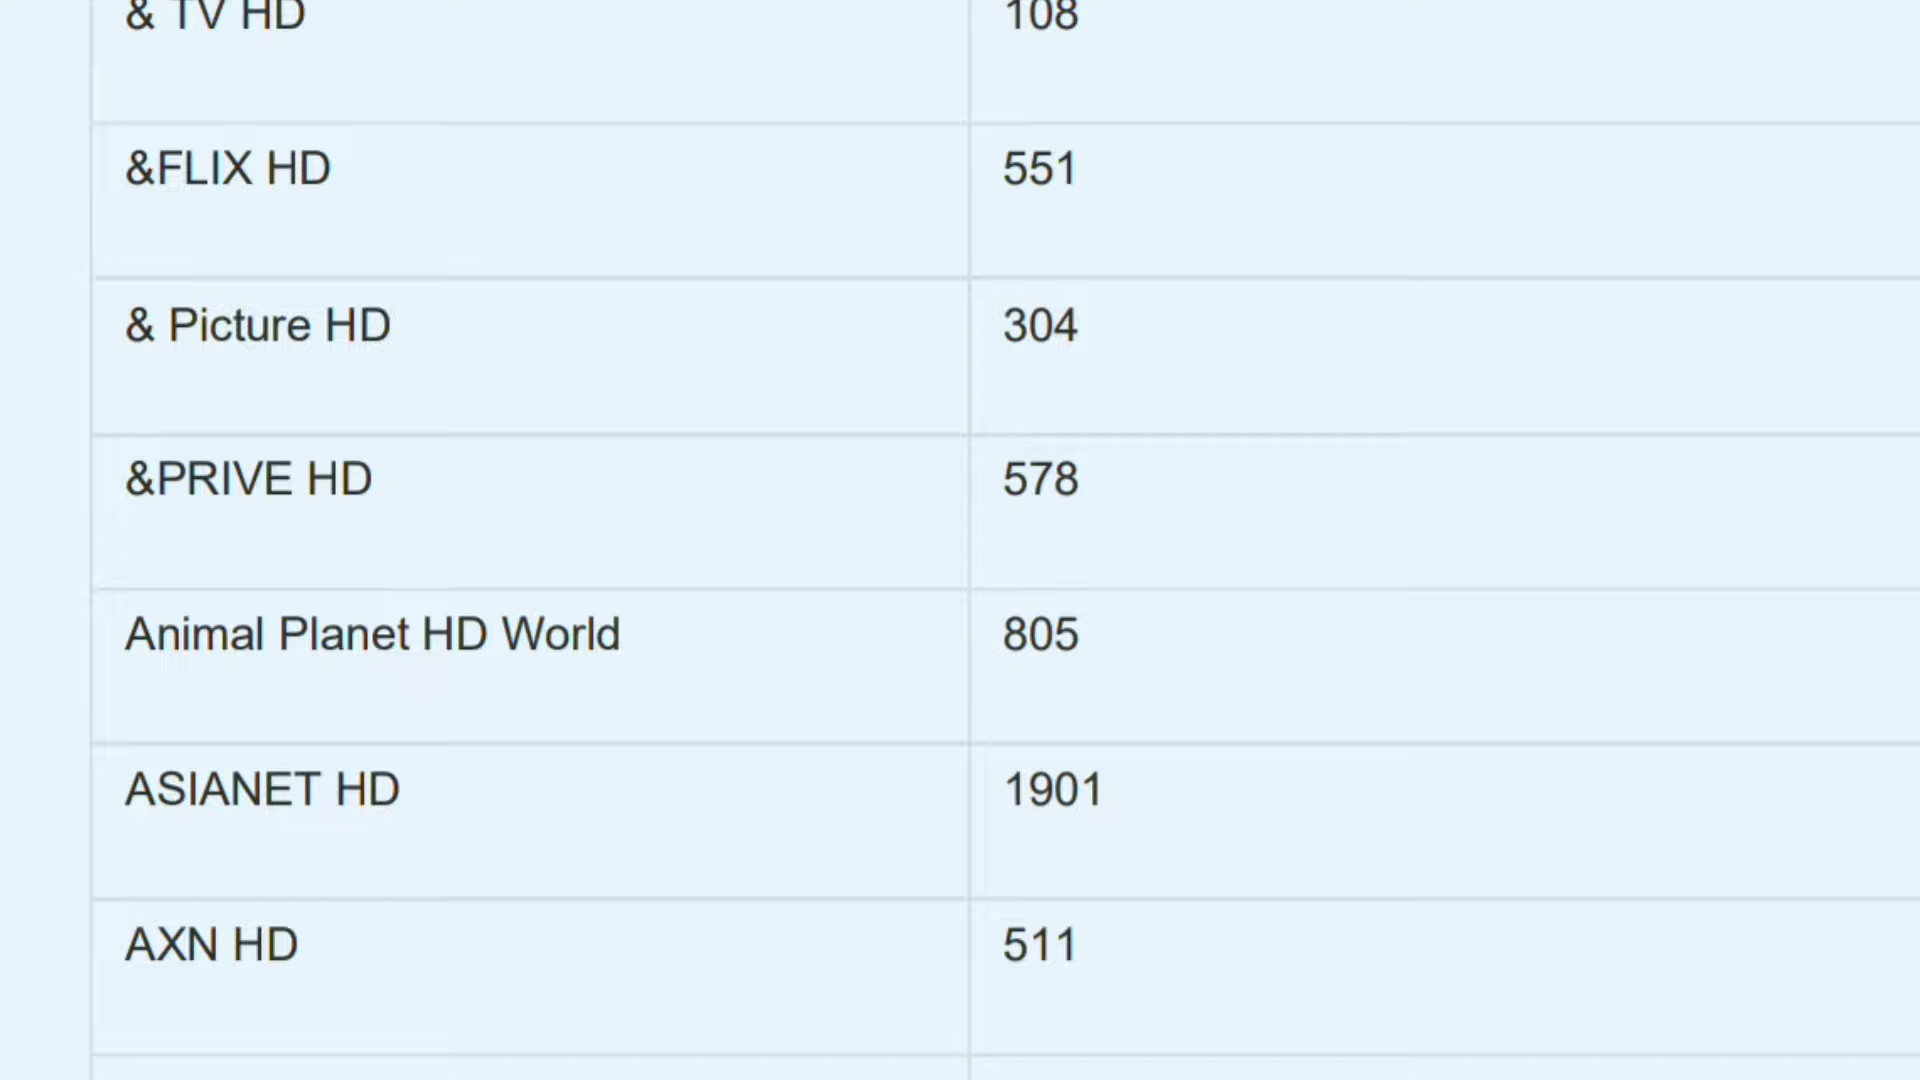 & TV HD 108
&FLIX HD 551
& Picture HD 304
&PRIVE HD 578
Animal Planet HD World 805
ASIANET HD 1901
AXN HD 511